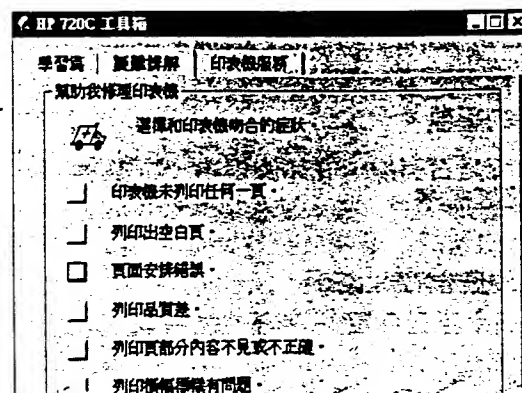 HP 720C 工具箱
學習篇 疑難排解 印表機服務
幫助我修理印表機
選擇和印表機吻合的症狀
印表機未列印任何一頁。
列印出空白頁。
頁面安排錯誤。
列印品質差。
列印頁部分內容不見或不正確。
列印橫幅標樣有問題。